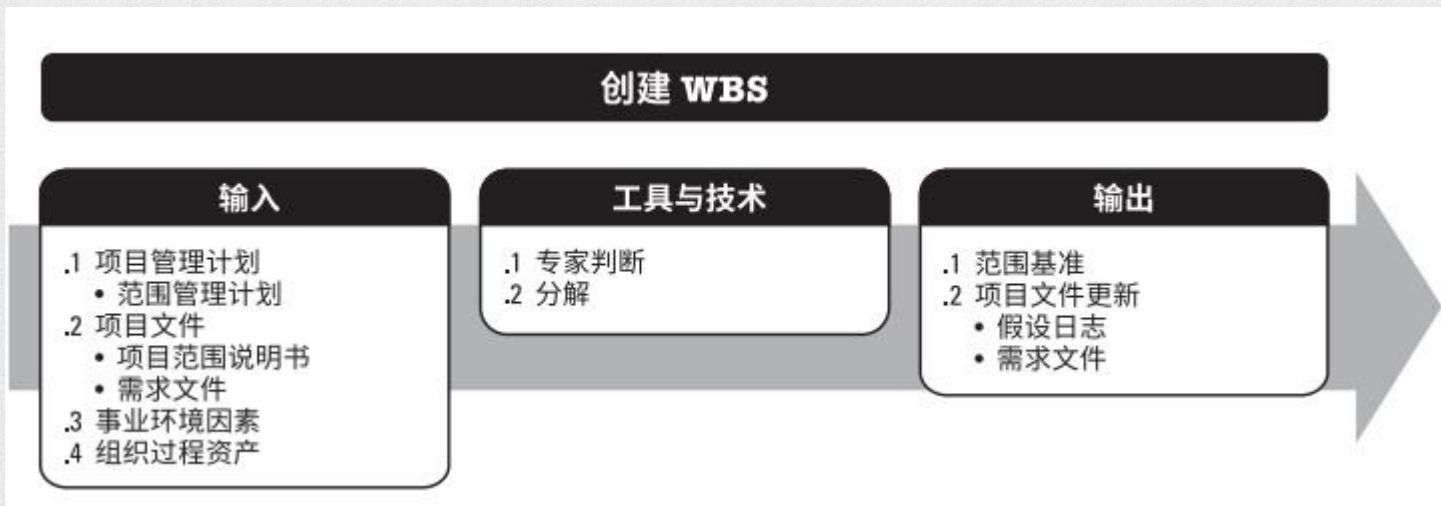 创建 WBS
输入
.1 项目管理计划
• 范围管理计划
.2 项目文件
• 项目范围说明书
• 需求文件
.3 事业环境因素
.4 组织过程资产
工具与技术
.1 专家判断
.2 分解
输出
.1 范围基准
.2 项目文件更新
• 假设日志
• 需求文件